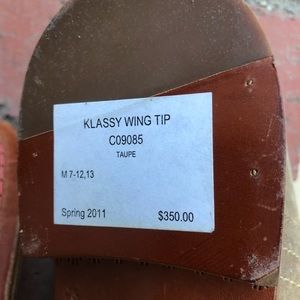 KLASSY WING TIP
C09085
TAUPE
M 7-12,13
Spring 2011 $350.00